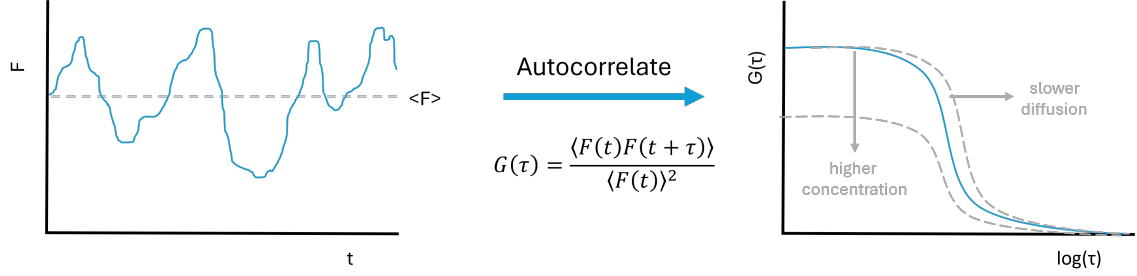 F
<F>
t
Autocorrelate
G(τ) = ⟨F(t)F(t + τ)⟩ / ⟨F(t)⟩²
G(τ)
slower
diffusion
higher
concentration
log(τ)